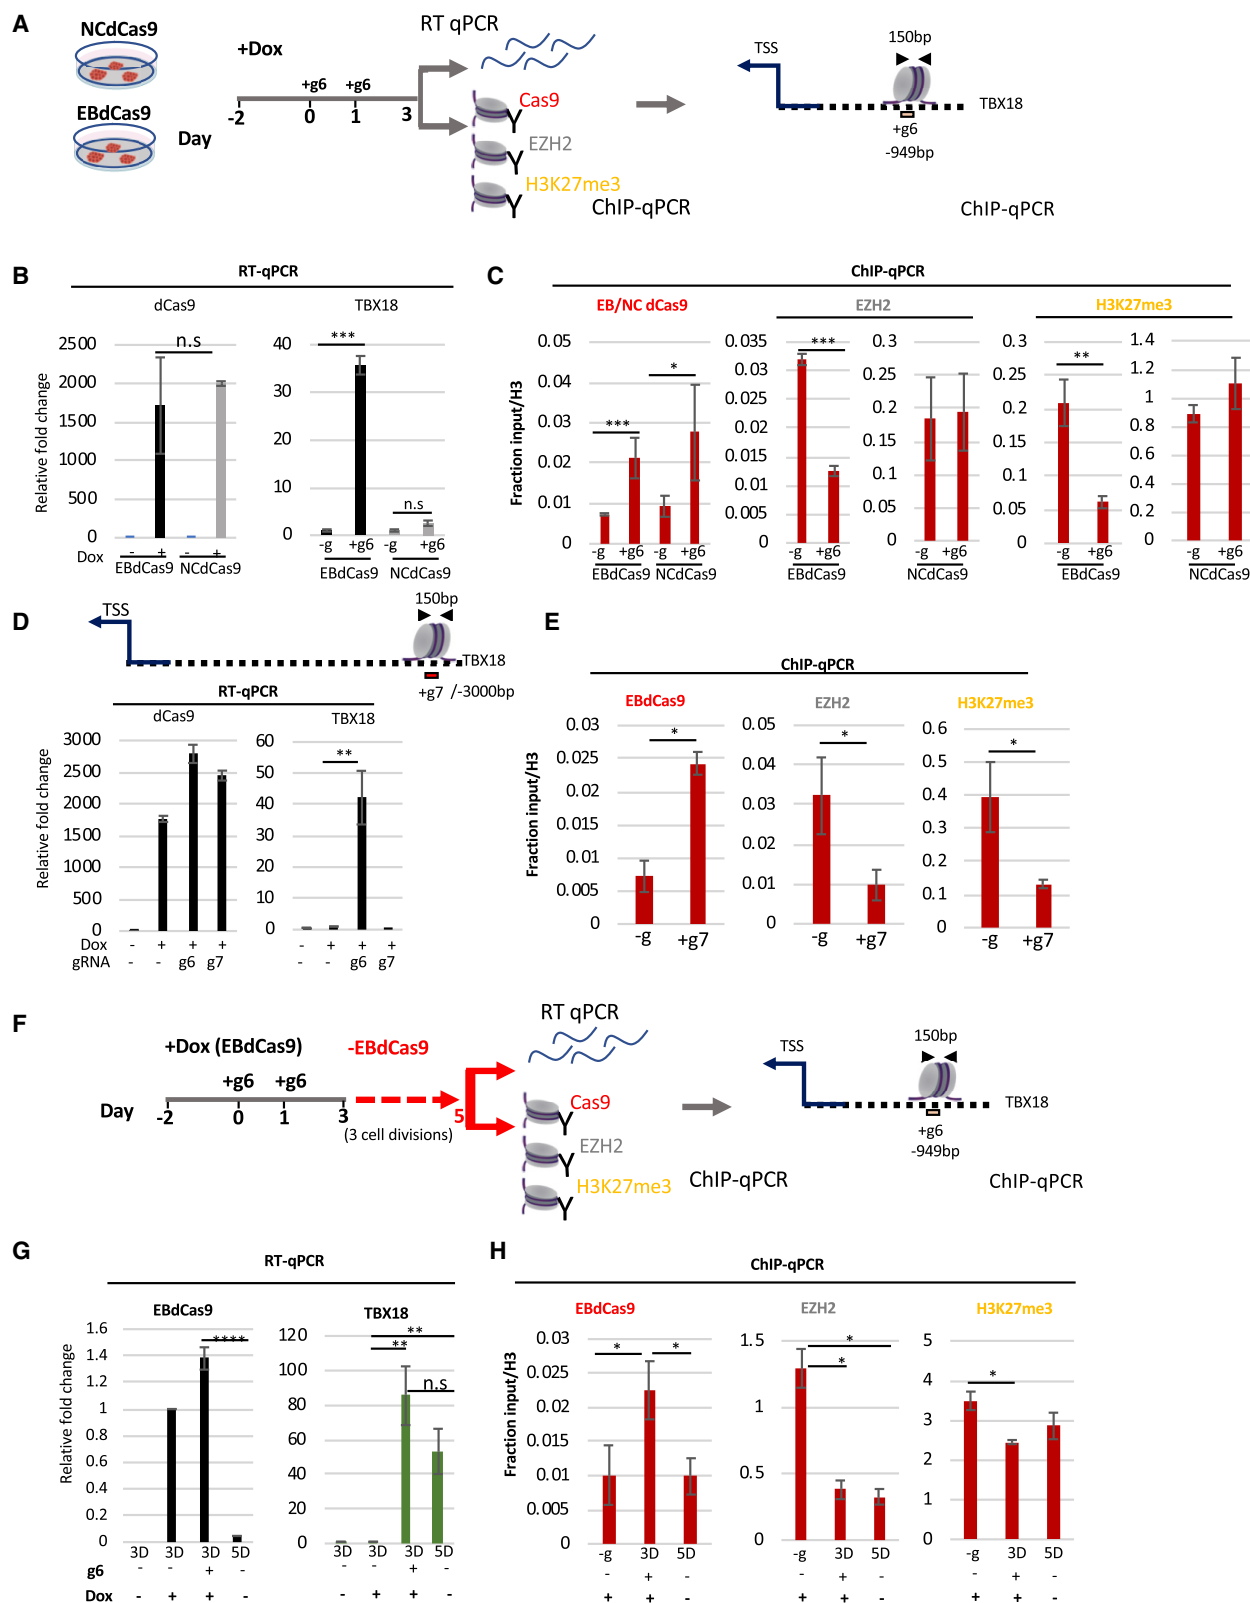 A
NCdCas9
EBdCas9
+Dox
+g6 +g6
-2 0 1 3
Day
RT qPCR
Cas9
EZH2
H3K27me3
ChIP-qPCR
TSS
150bp
TBX18
+g6
-949bp
ChIP-qPCR
B
RT-qPCR
dCas9
Relative fold change
2500
2000
1500
1000
500
0
n.s
Dox - + - +
EBdCas9 NCdCas9
TBX18
40
30
20
10
0
***
n.s
-g +g6 -g +g6
EBdCas9 NCdCas9
C
ChIP-qPCR
EB/NC dCas9
Fraction input/H3
0.05
0.04
0.03
0.02
0.01
0
***
*
-g +g6 -g +g6
EBdCas9 NCdCas9
EZH2
0.035
0.03
0.025
0.02
0.015
0.01
0.005
0
***
-g +g6
EBdCas9
0.3
0.25
0.2
0.15
0.1
0.05
0
-g +g6
NCdCas9
H3K27me3
0.3
0.25
0.2
0.15
0.1
0.05
0
**
-g +g6
EBdCas9
1.4
1.2
1
0.8
0.6
0.4
0.2
0
-g +g6
NCdCas9
D
TSS
150bp
TBX18
+g7 /-3000bp
RT-qPCR
dCas9
Relative fold change
3000
2500
2000
1500
1000
500
0
- + + + Dox
gRNA - - g6 g7
TBX18
60
50
40
30
20
10
0
**
- + + +
- - g6 g7
E
ChIP-qPCR
EBdCas9
Fraction input/H3
0.03
0.025
0.02
0.015
0.01
0.005
0
*
-g +g7
EZH2
0.05
0.04
0.03
0.02
0.01
0
*
-g +g7
H3K27me3
0.6
0.5
0.4
0.3
0.2
0.1
0
*
-g +g7
F
+Dox (EBdCas9)
-EBdCas9
+g6 +g6
Day
-2 0 1 3 5
(3 cell divisions)
RT qPCR
Cas9
EZH2
H3K27me3
ChIP-qPCR
TSS
150bp
TBX18
+g6
-949bp
ChIP-qPCR
G
RT-qPCR
EBdCas9
Relative fold change
1.6
1.4
1.2
1
0.8
0.6
0.4
0.2
0
****
3D 3D 3D 5D
g6 - - + -
Dox - + + -
TBX18
120
100
80
60
40
20
0
**
**
n.s
3D 3D 3D 5D
- - + -
- + + -
H
ChIP-qPCR
EBdCas9
Fraction input/H3
0.03
0.025
0.02
0.015
0.01
0.005
0
* *
-g 3D 5D
- + -
+ + -
EZH2
1.5
1
0.5
0
*
*
-g 3D 5D
- + -
+ + -
H3K27me3
5
4
3
2
1
0
*
-g 3D 5D
- + -
+ + -